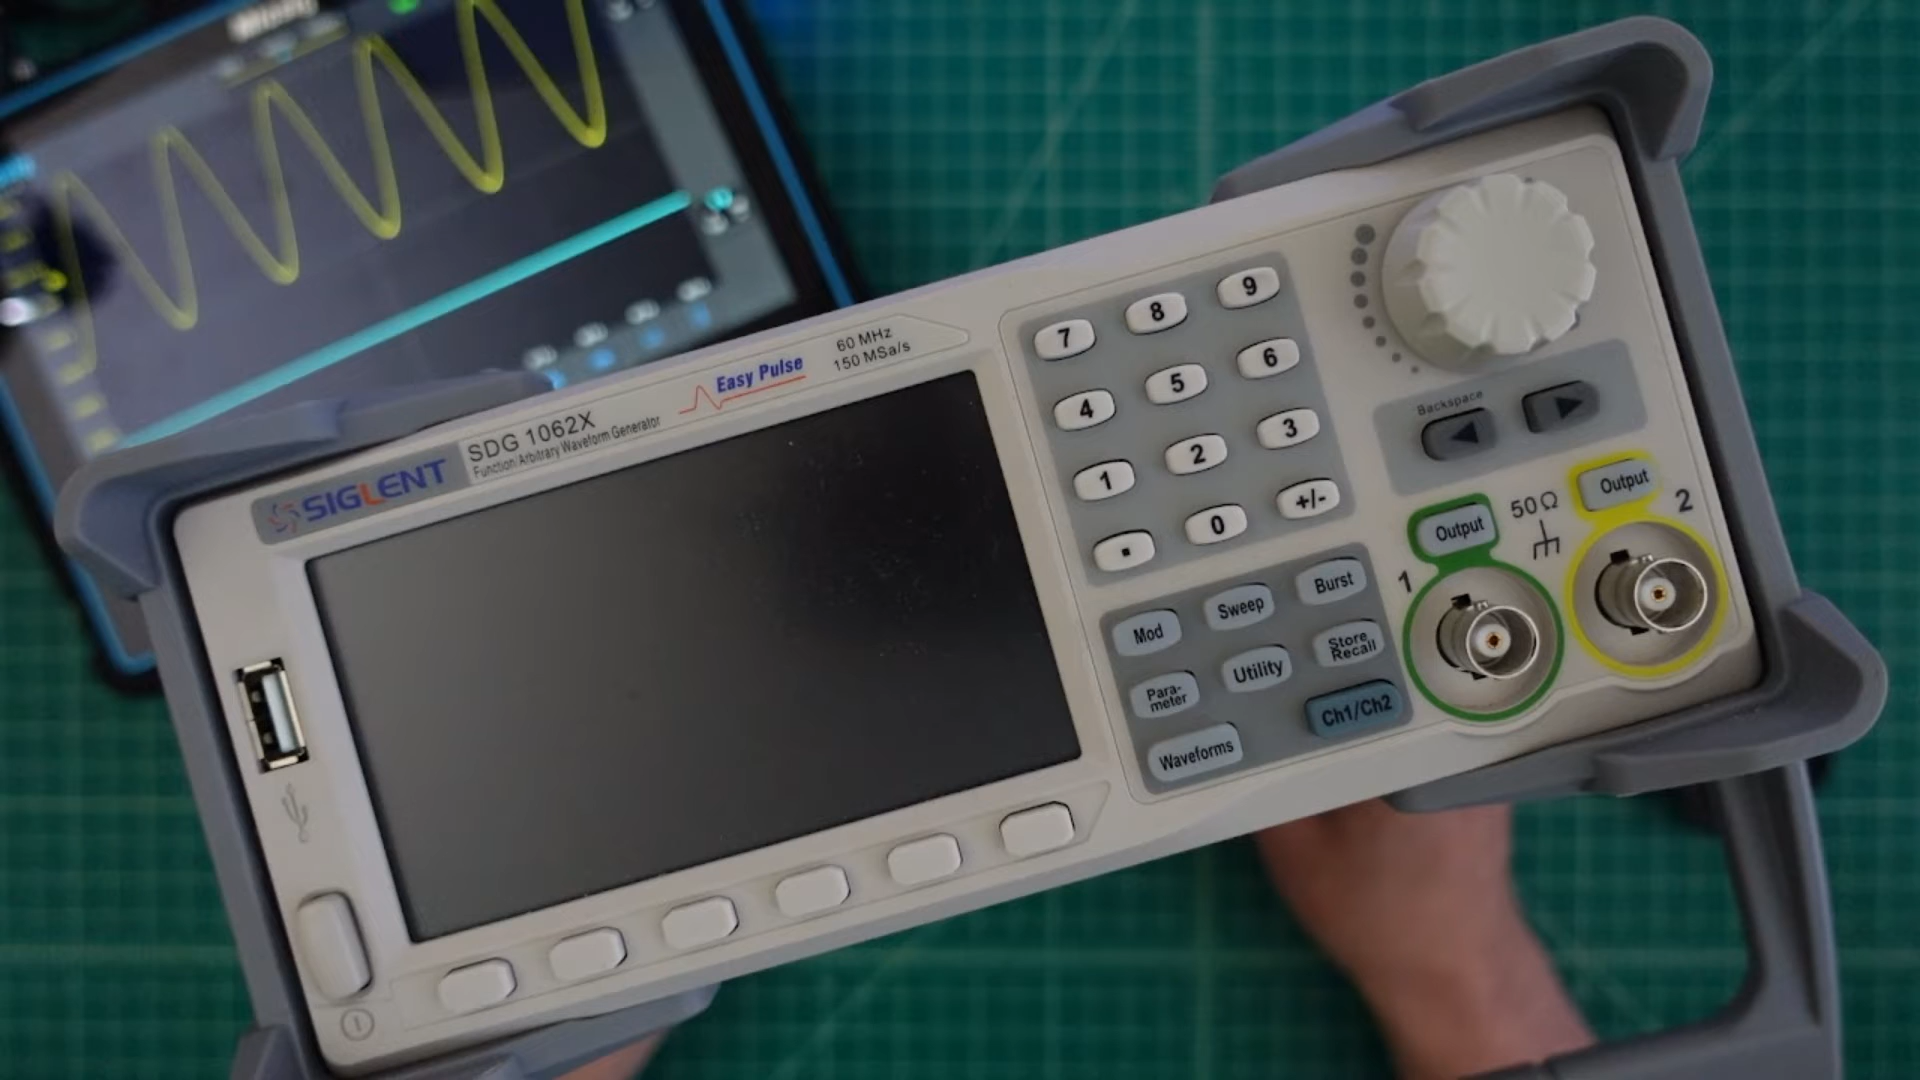 SIGLENT
SDG 1062X
Function/Arbitrary Waveform Generator
Easy Pulse
60 MHz
150 MSa/s
7
8
9
4
5
6
1
2
3
.
0
+/-
Backspace
Mod
Sweep
Burst
Para-
meter
Utility
Store
Recall
Waveforms
Ch1/Ch2
Output
1
50Ω
Output
2